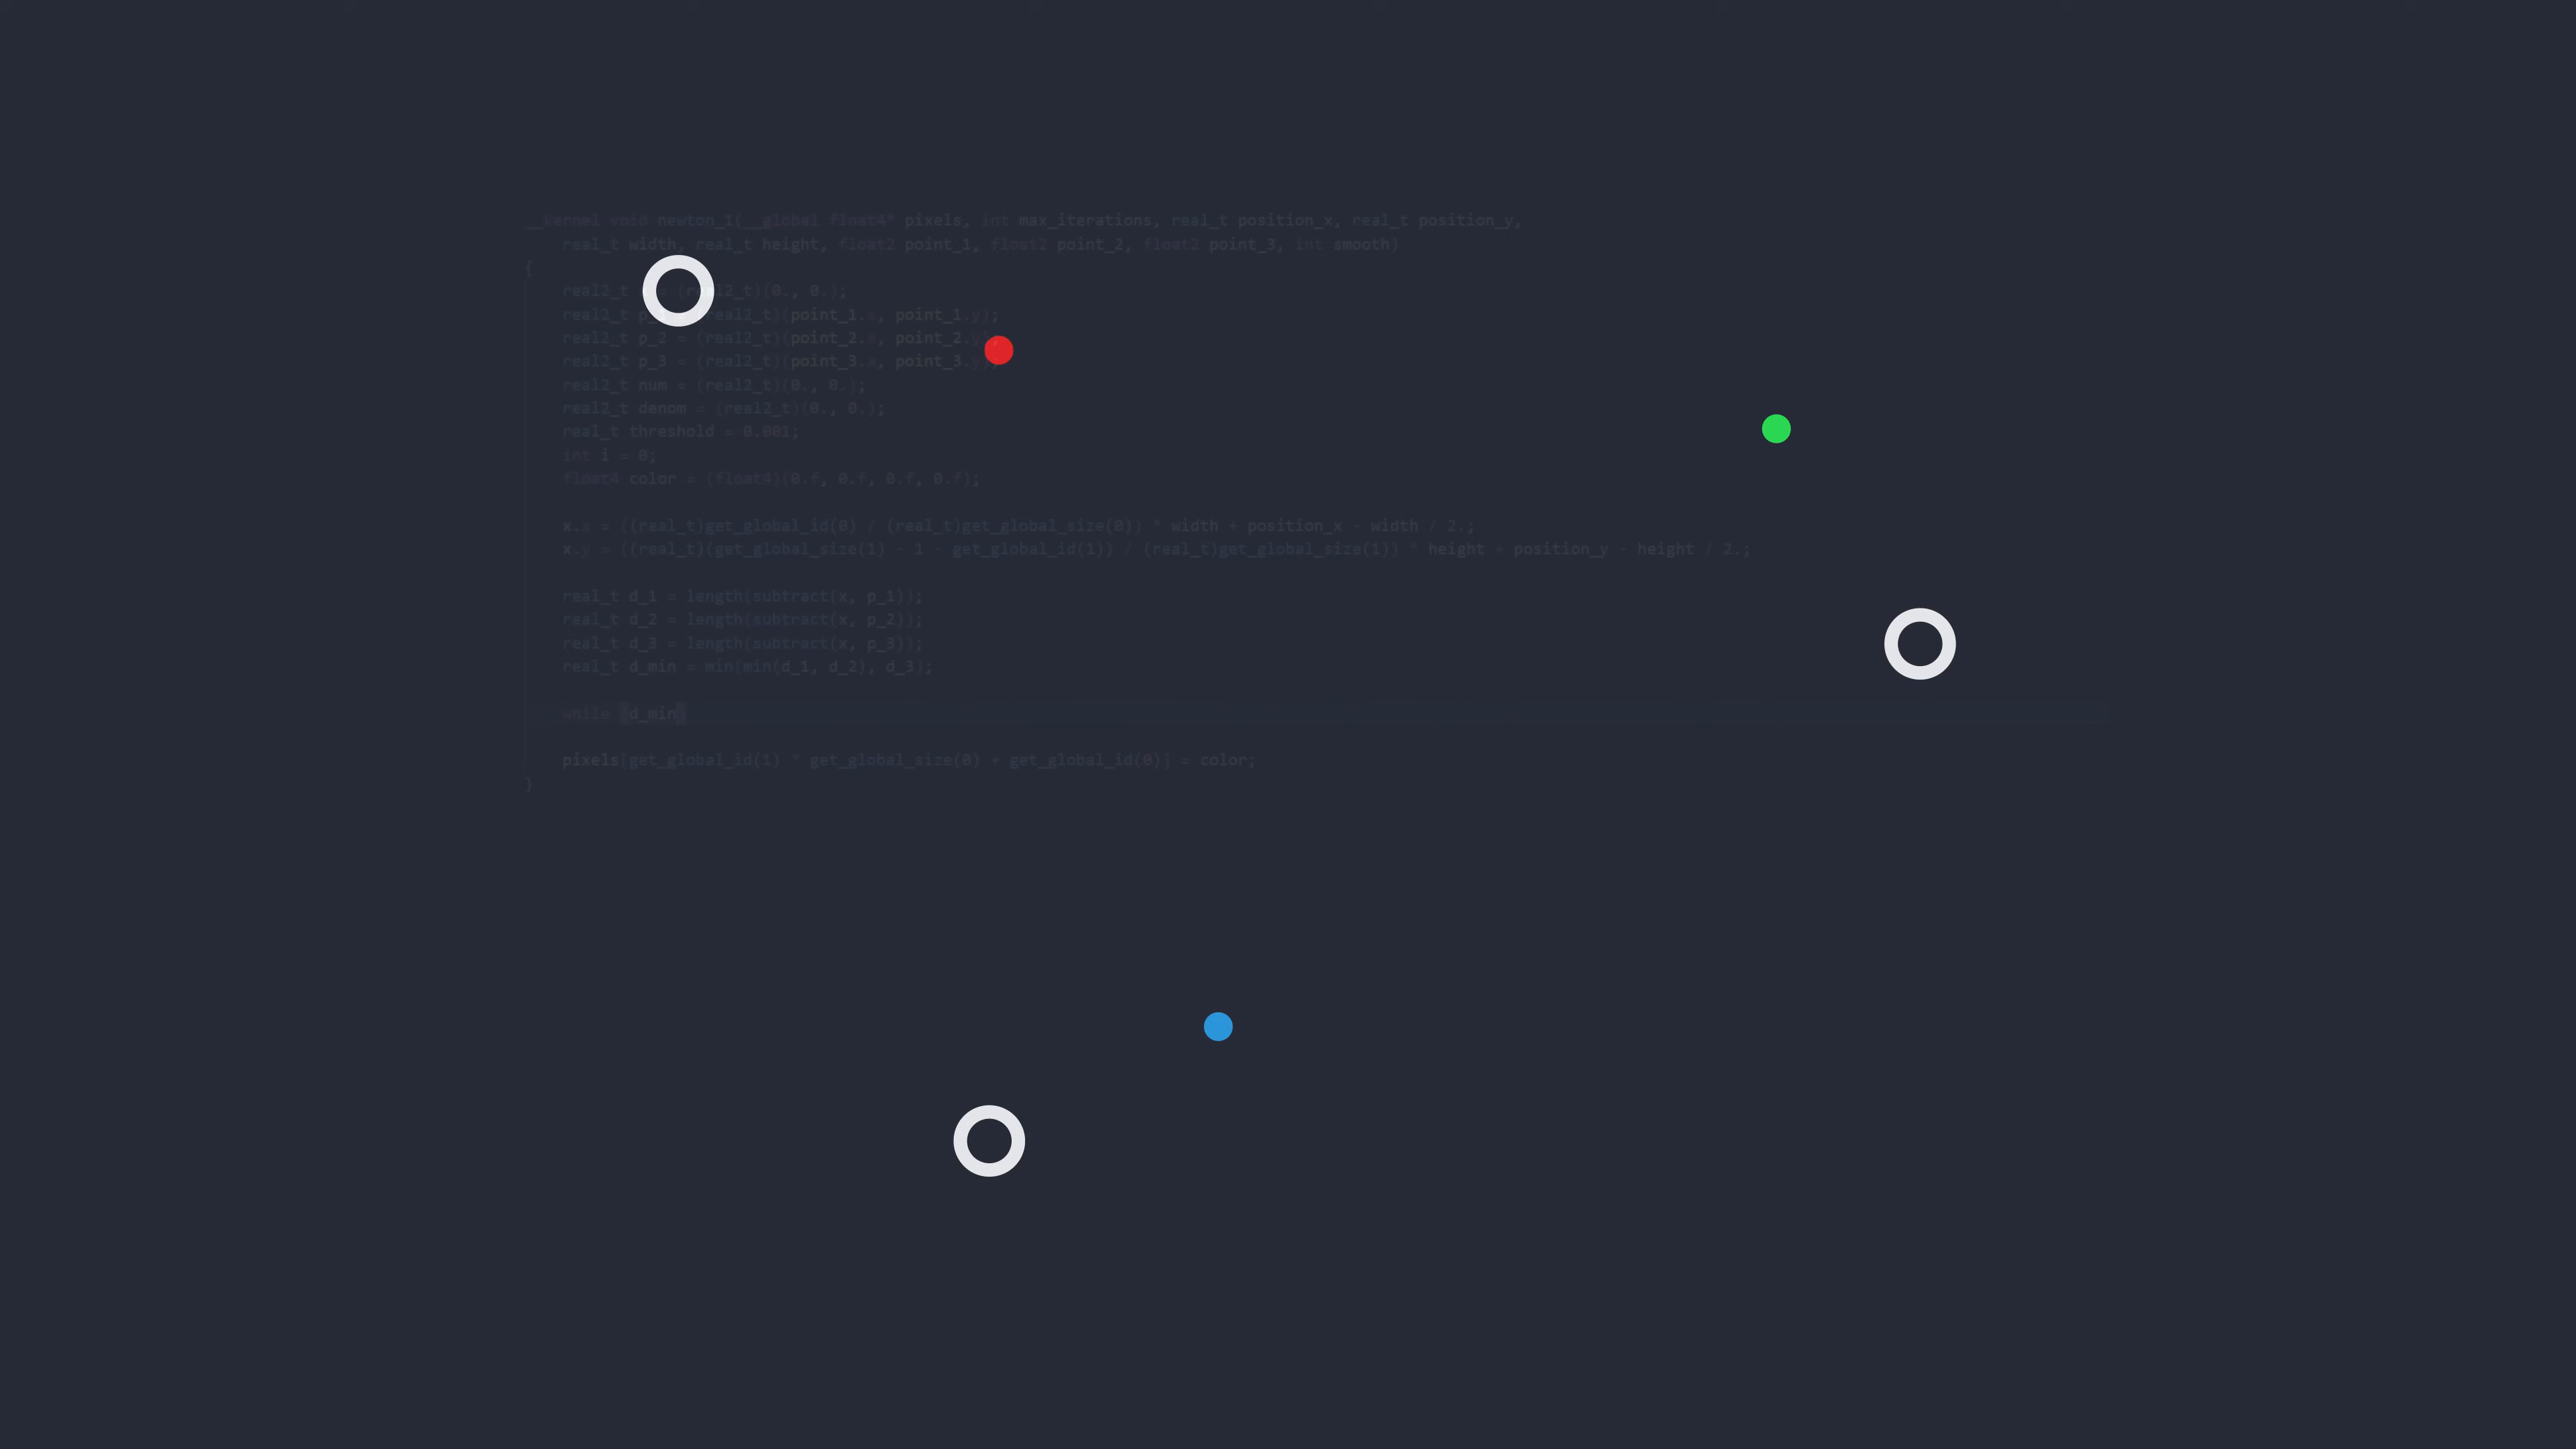 __kernel void newton_1(__global float4* pixels, int max_iterations, real_t position_x, real_t position_y,
real_t width, real_t height, float2 point_1, float2 point_2, float2 point_3, int smooth)
{
real2_t = (real2_t)(0., 0.);
real2_t real2_t)(point_1.x, point_1.y);
real2_t p_2 = (real2_t)(point_2.x, point_2.y);
real2_t p_3 = (real2_t)(point_3.x, point_3.y);
real2_t num = (real2_t)(0., 0.);
real2_t denom = (real2_t)(0., 0.);
real_t threshold = 0.001;
int i = 0;
float4 color = (float4)(0.f, 0.f, 0.f, 0.f);
x.x = ((real_t)get_global_id(0) / (real_t)get_global_size(0)) * width + position_x - width / 2.;
x.y = ((real_t)(get_global_size(1) - 1 - get_global_id(1)) / (real_t)get_global_size(1)) * height + position_y - height / 2.;
real_t d_1 = length(subtract(x, p_1));
real_t d_2 = length(subtract(x, p_2));
real_t d_3 = length(subtract(x, p_3));
real_t d_min = min(min(d_1, d_2), d_3);
while (d_min)
pixels[get_global_id(1) * get_global_size(0) + get_global_id(0)] = color;
}